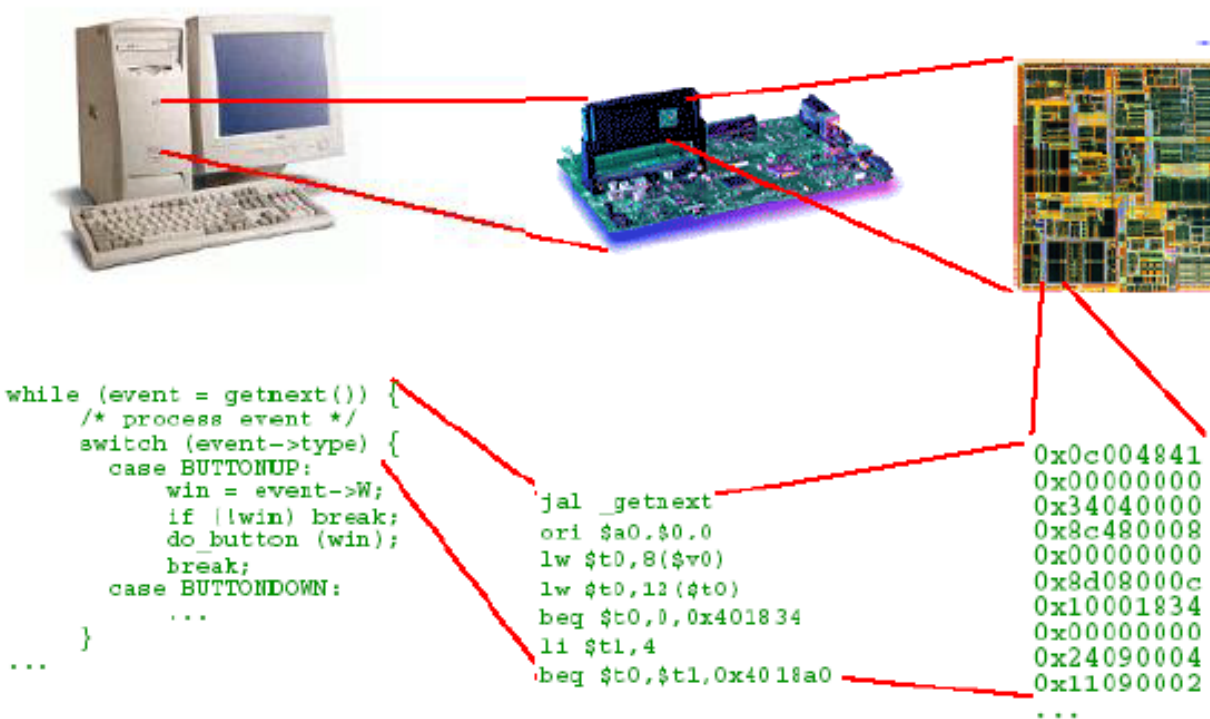 while (event = getnext()) {
/* process event */
switch (event->type) {
case BUTTONUP:
win = event->W;
if (!win) break;
do_button (win);
break;
case BUTTONDOWN:
...
}
...
jal _getnext
ori $a0,$0,0
lw $t0,8($v0)
lw $t0,12($t0)
beq $t0,0,0x401834
li $t1,4
beq $t0,$t1,0x4018a0
0x0c004841
0x00000000
0x34040000
0x8c480008
0x00000000
0x8d08000c
0x10001834
0x00000000
0x24090004
0x11090002
...